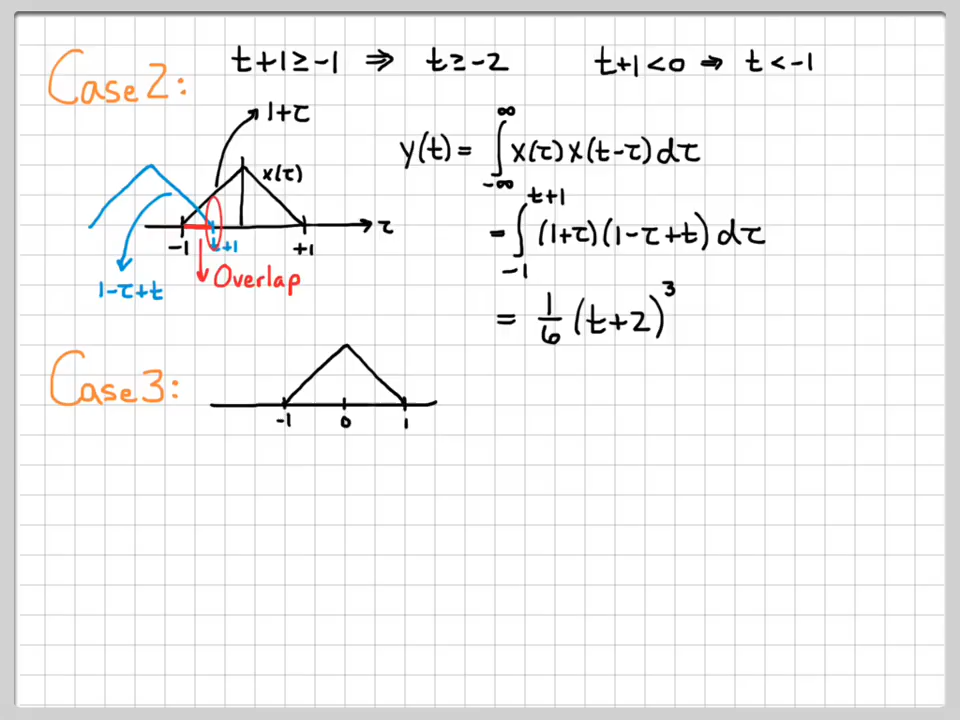 Case 2:
t+1≥-1 ⇒ t≥-2 t+1<0 ⇒ t<-1
1+τ
x(τ)
-1 t+1 +1 τ
1-τ+t
Overlap
y(t) = ∫_{-∞}^{∞} x(τ)x(t-τ) dτ
= ∫_{-1}^{t+1} (1+τ)(1-τ+t) dτ
= 1/6 (t+2)^3
Case 3:
-1 0 1